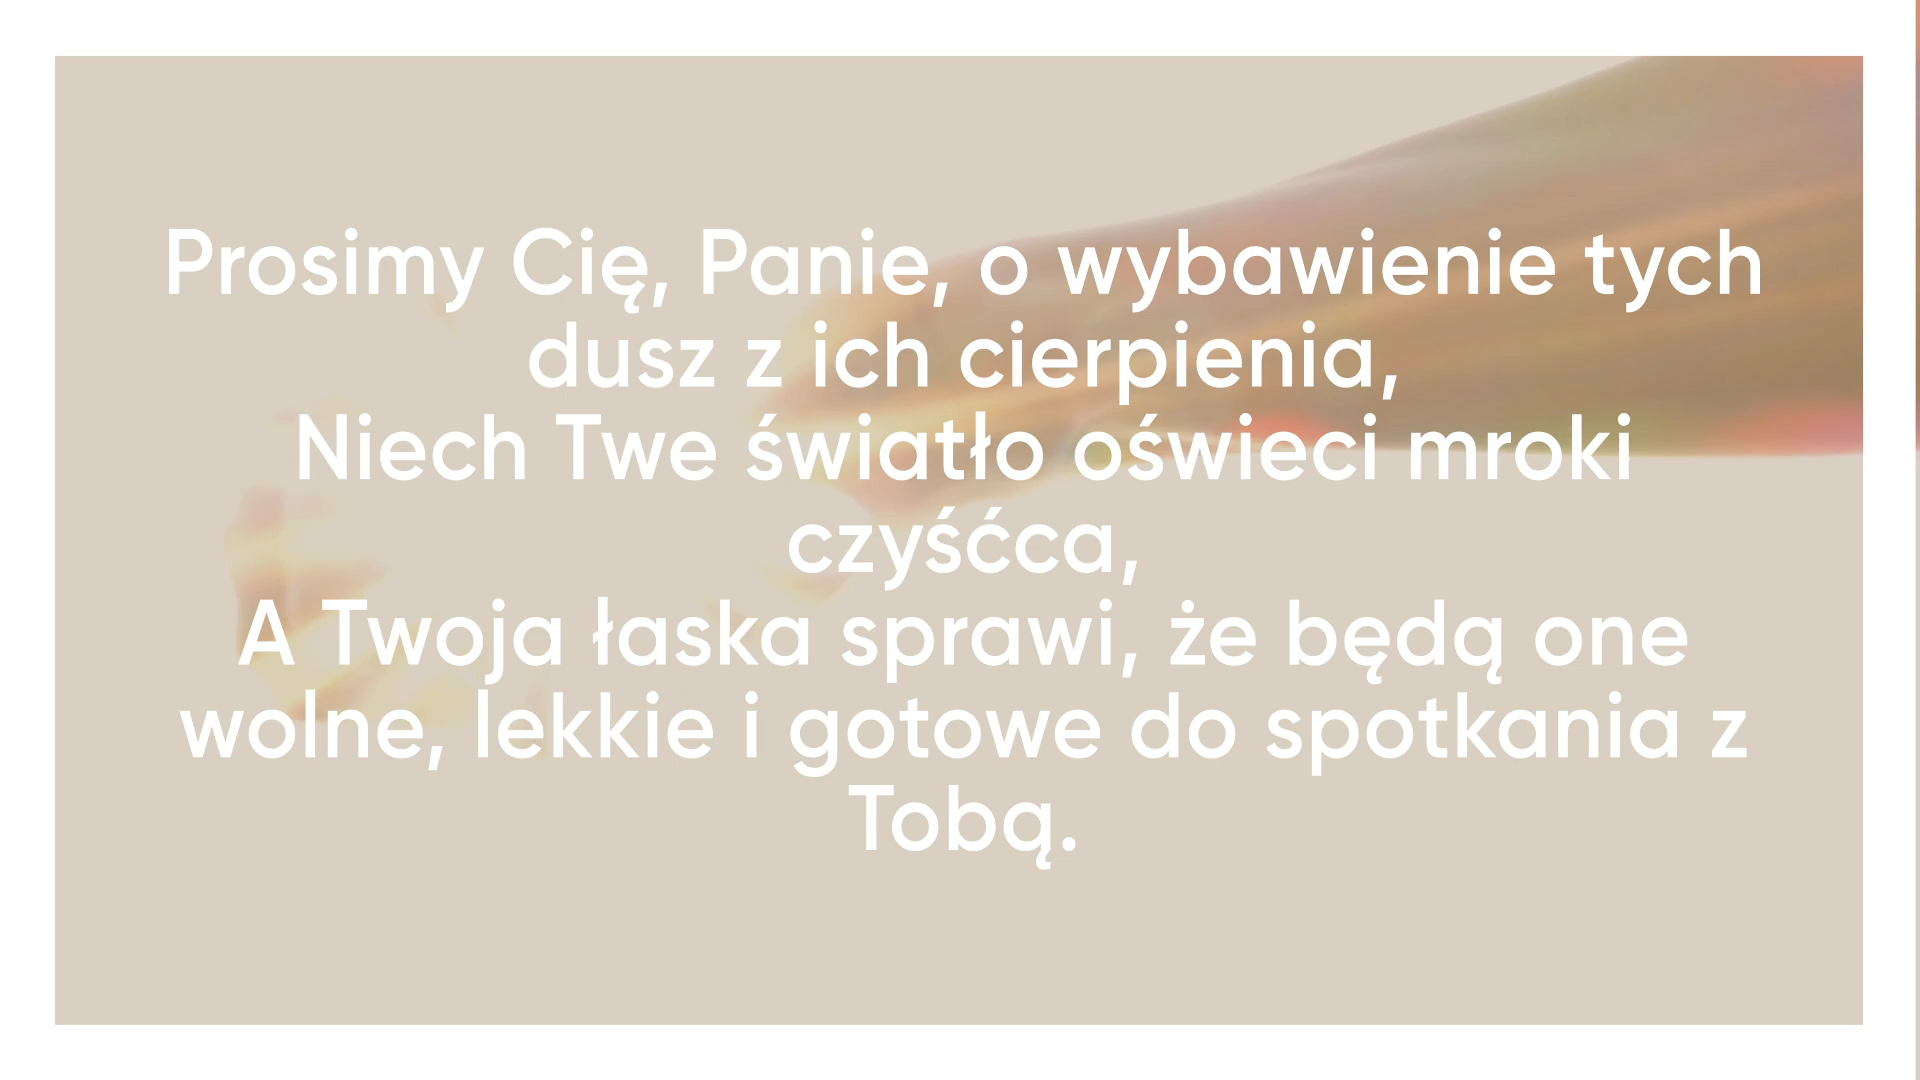 Prosimy Cię, Panie, o wybawienie tych
dusz z ich cierpienia,
Niech Twe światło oświeci mroki
czyśćca,
A Twoja łaska sprawi, że będą one
wolne, lekkie i gotowe do spotkania z
Tobą.